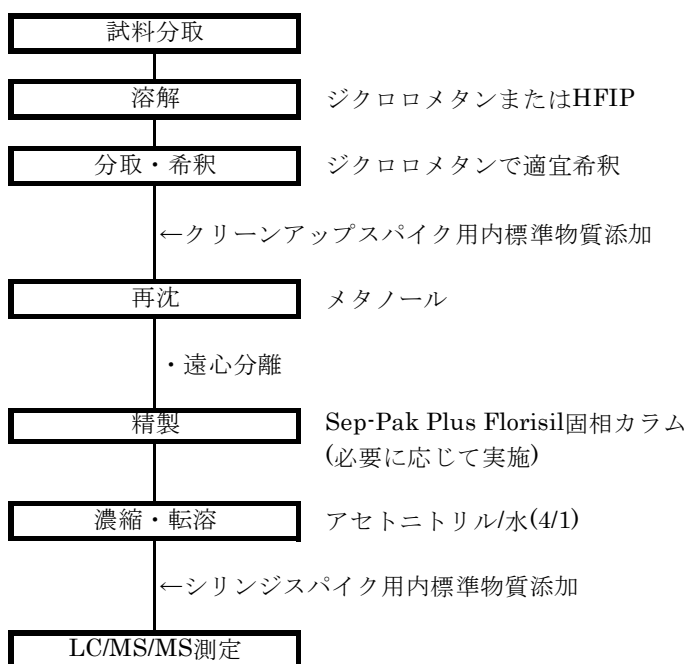 試料分取
溶解 ジクロロメタンまたはHFIP
分取・希釈 ジクロロメタンで適宜希釈
←クリーンアップスパイク用内標準物質添加
再沈 メタノール
・遠心分離
精製 Sep-Pak Plus Florisil固相カラム
(必要に応じて実施)
濃縮・転溶 アセトニトリル/水(4/1)
←シリンジスパイク用内標準物質添加
LC/MS/MS測定